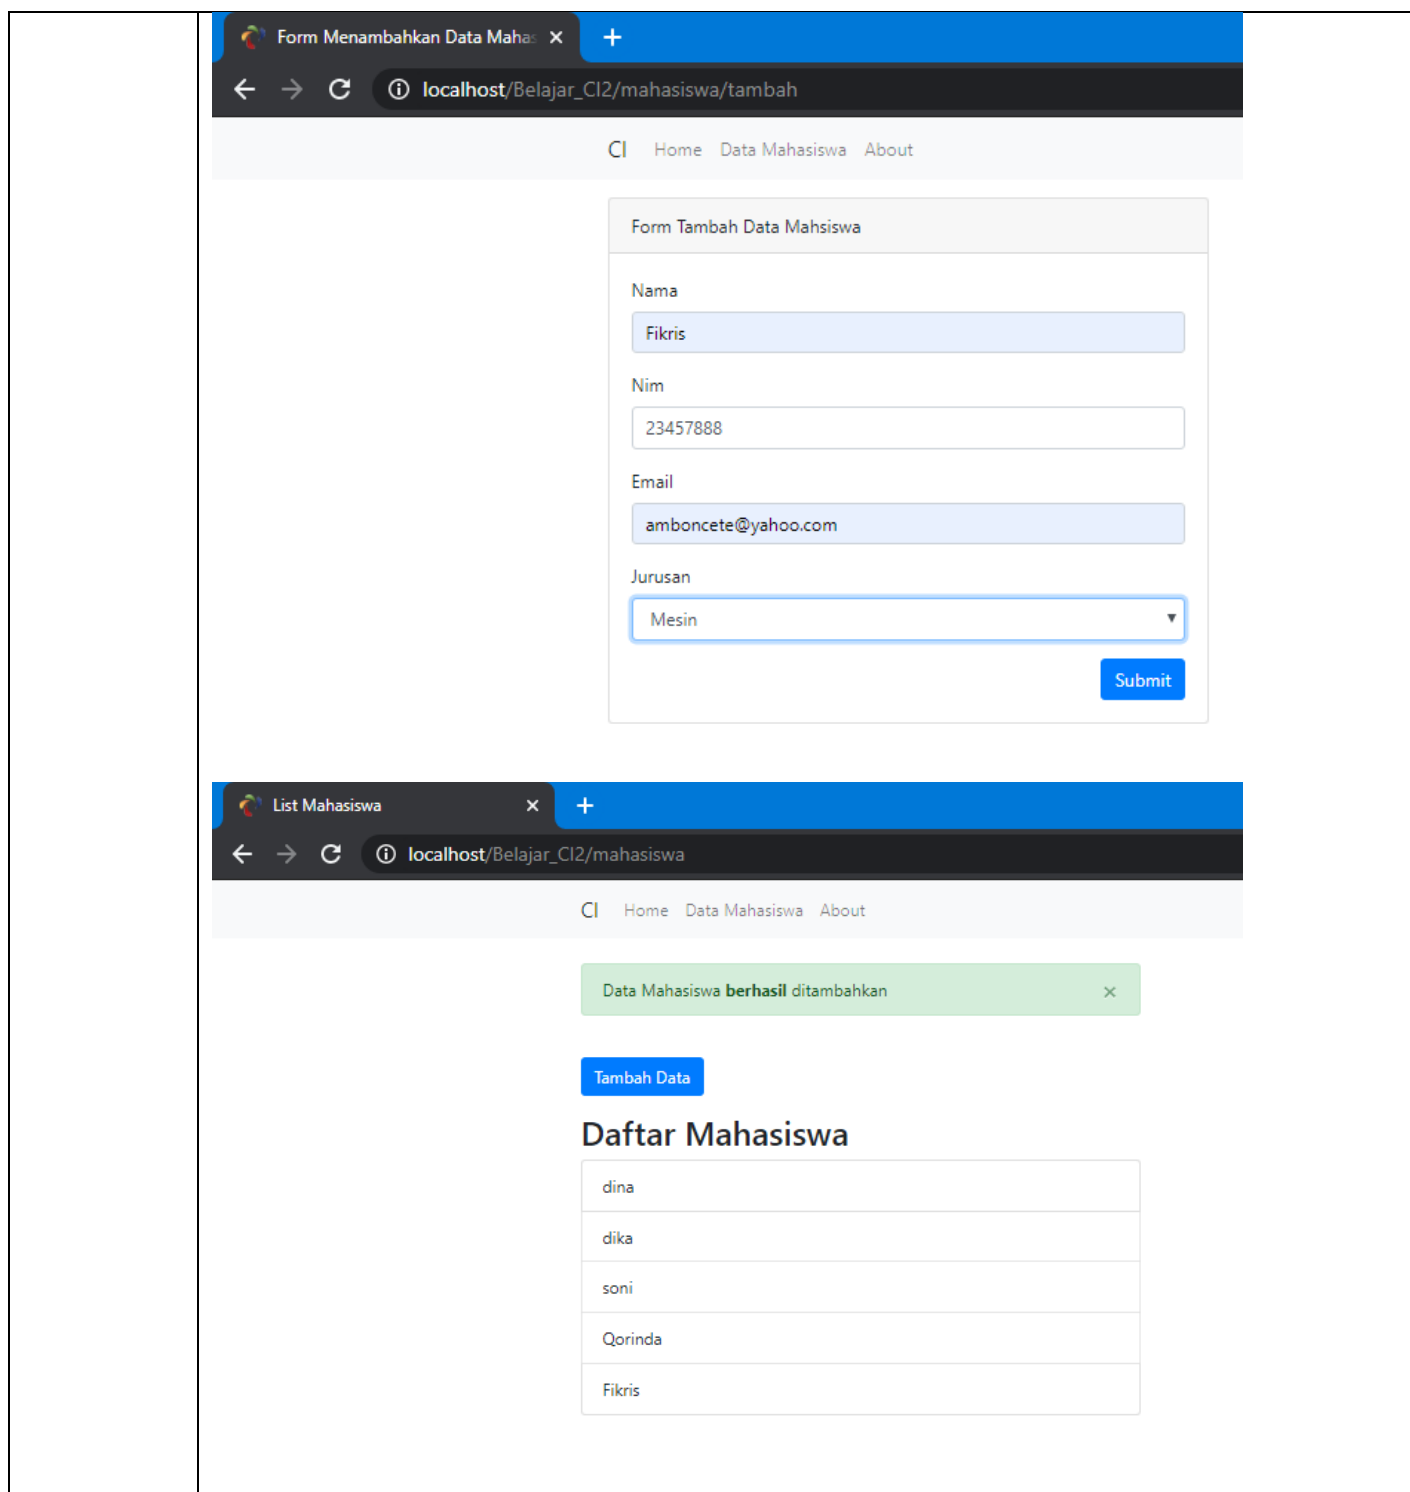 Form Menambahkan Data Mahas
localhost/Belajar_CI2/mahasiswa/tambah
CI Home Data Mahasiswa About
Form Tambah Data Mahsiswa
Nama
Fikris
Nim
23457888
Email
amboncete@yahoo.com
Jurusan
Mesin
Submit
List Mahasiswa
localhost/Belajar_CI2/mahasiswa
CI Home Data Mahasiswa About
Data Mahasiswa berhasil ditambahkan
Tambah Data
Daftar Mahasiswa
dina
dika
soni
Qorinda
Fikris